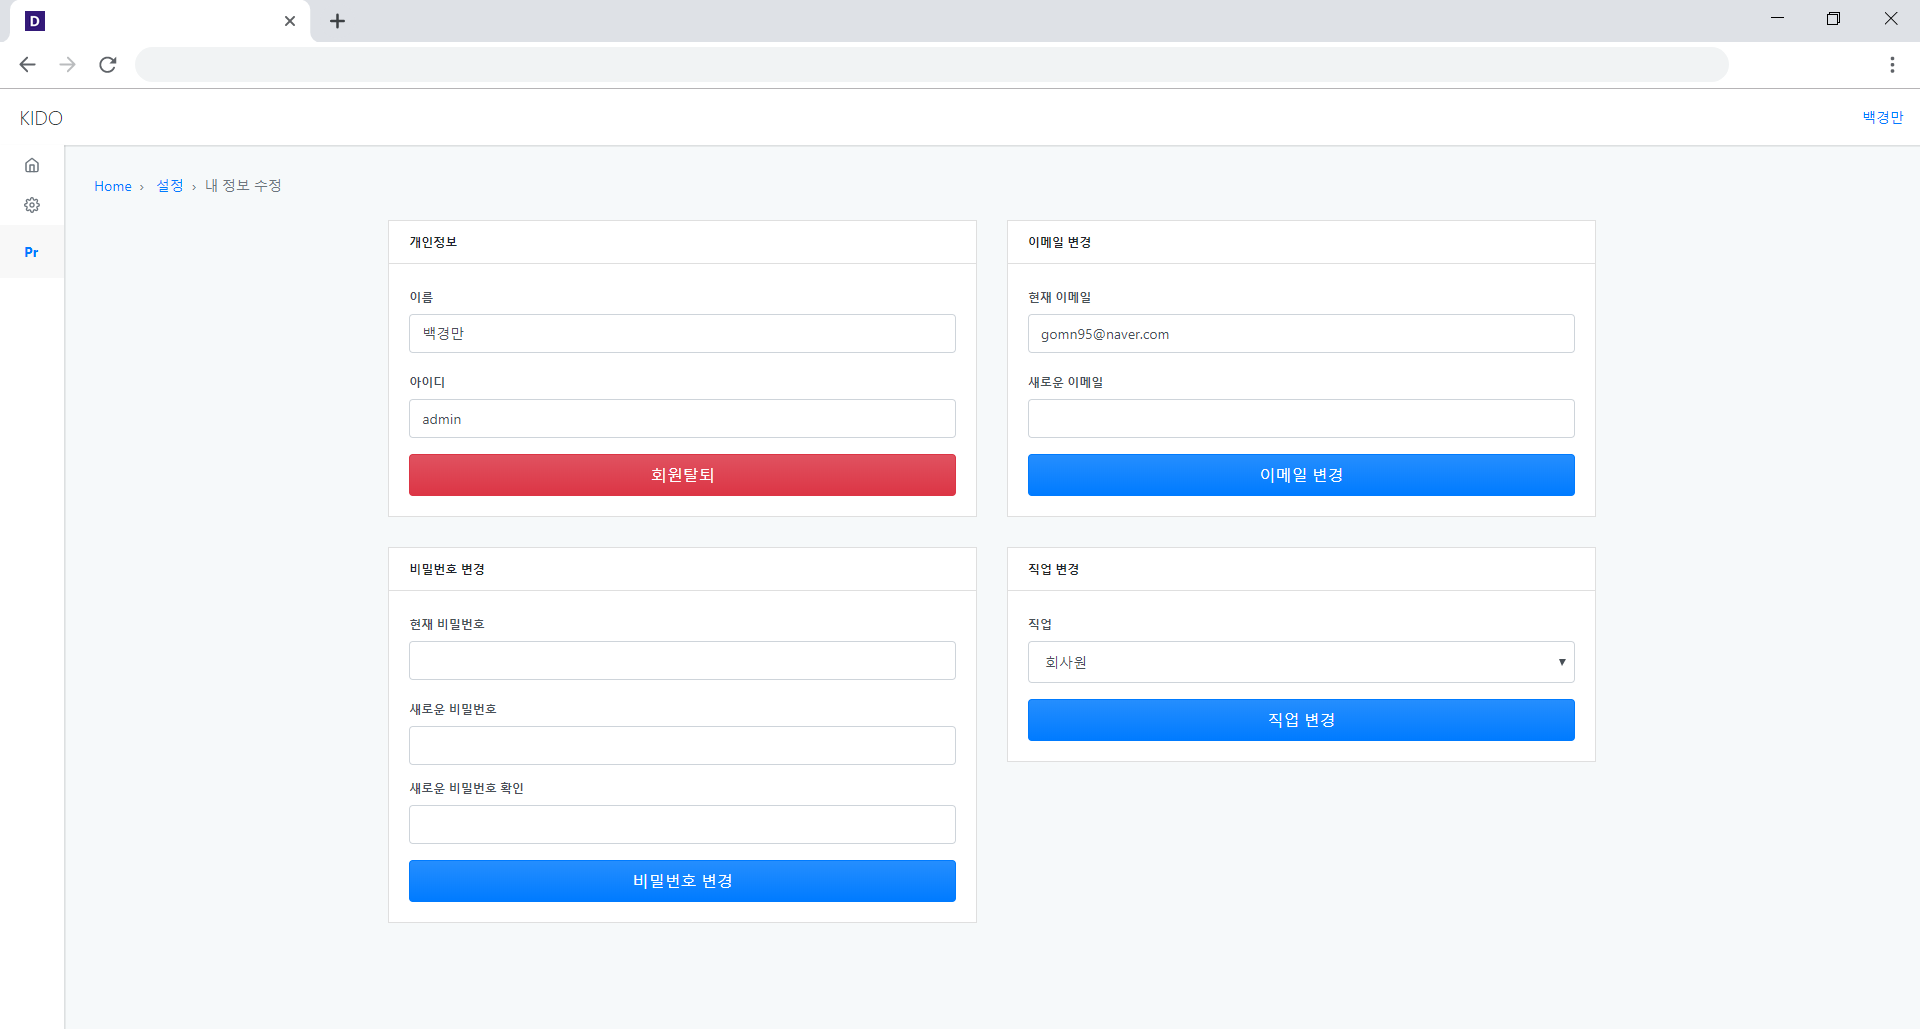 D
KIDO
백경만
Pr
Home › 설정 › 내 정보 수정
개인정보
이름
백경만
아이디
admin
회원탈퇴
이메일 변경
현재 이메일
gomn95@naver.com
새로운 이메일
이메일 변경
비밀번호 변경
현재 비밀번호
새로운 비밀번호
새로운 비밀번호 확인
비밀번호 변경
직업 변경
직업
회사원
직업 변경